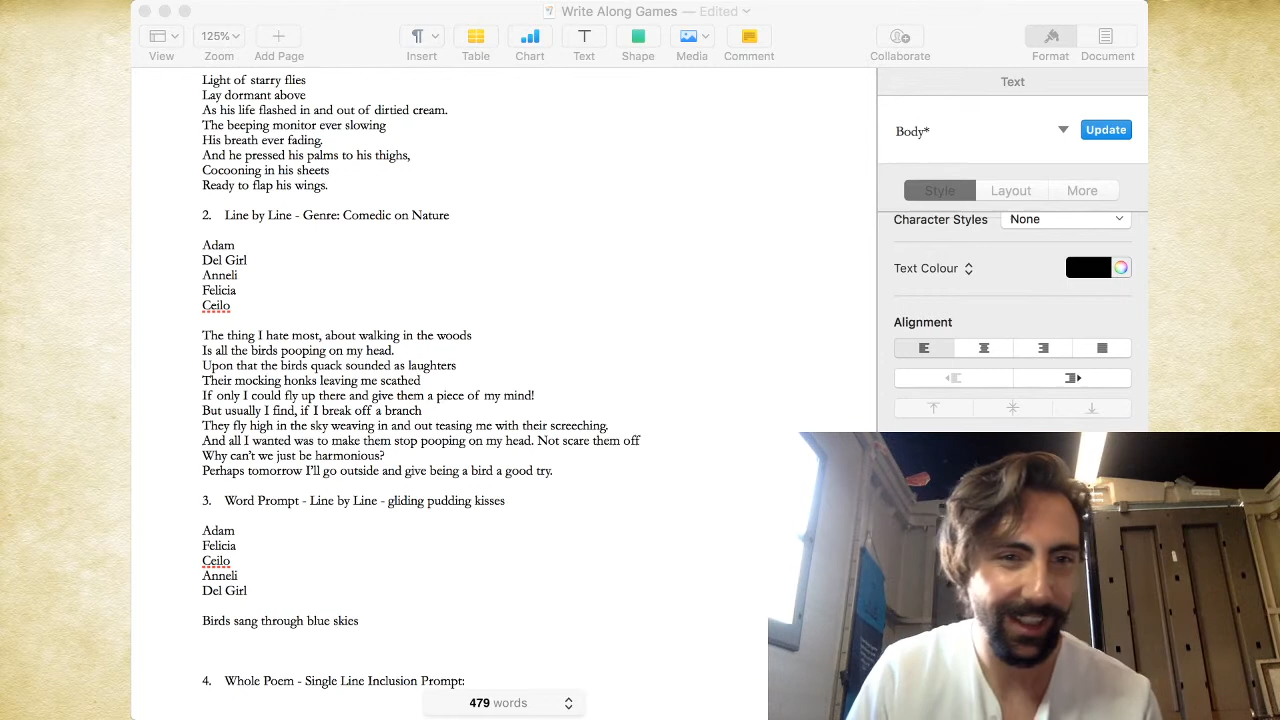 Write Along Games — Edited
125%
View
Zoom
Add Page
Insert
Table
Chart
Text
Shape
Media
Comment
Collaborate
Format
Document
Light of starry flies
Lay dormant above
As his life flashed in and out of dirtied cream.
The beeping monitor ever slowing
His breath ever fading.
And he pressed his palms to his thighs,
Cocooning in his sheets
Ready to flap his wings.
2. Line by Line - Genre: Comedic on Nature
Adam
Del Girl
Anneli
Felicia
Ceilo
The thing I hate most, about walking in the woods
Is all the birds pooping on my head.
Upon that the birds quack sounded as laughters
Their mocking honks leaving me scathed
If only I could fly up there and give them a piece of my mind!
But usually I find, if I break off a branch
They fly high in the sky weaving in and out teasing me with their screeching.
And all I wanted was to make them stop pooping on my head. Not scare them off
Why can't we just be harmonious?
Perhaps tomorrow I'll go outside and give being a bird a good try.
3. Word Prompt - Line by Line - gliding pudding kisses
Adam
Felicia
Ceilo
Anneli
Del Girl
Birds sang through blue skies
4. Whole Poem - Single Line Inclusion Prompt:
479 words
Text
Body*
Update
Style
Layout
More
Character Styles
None
Text Colour
Alignment